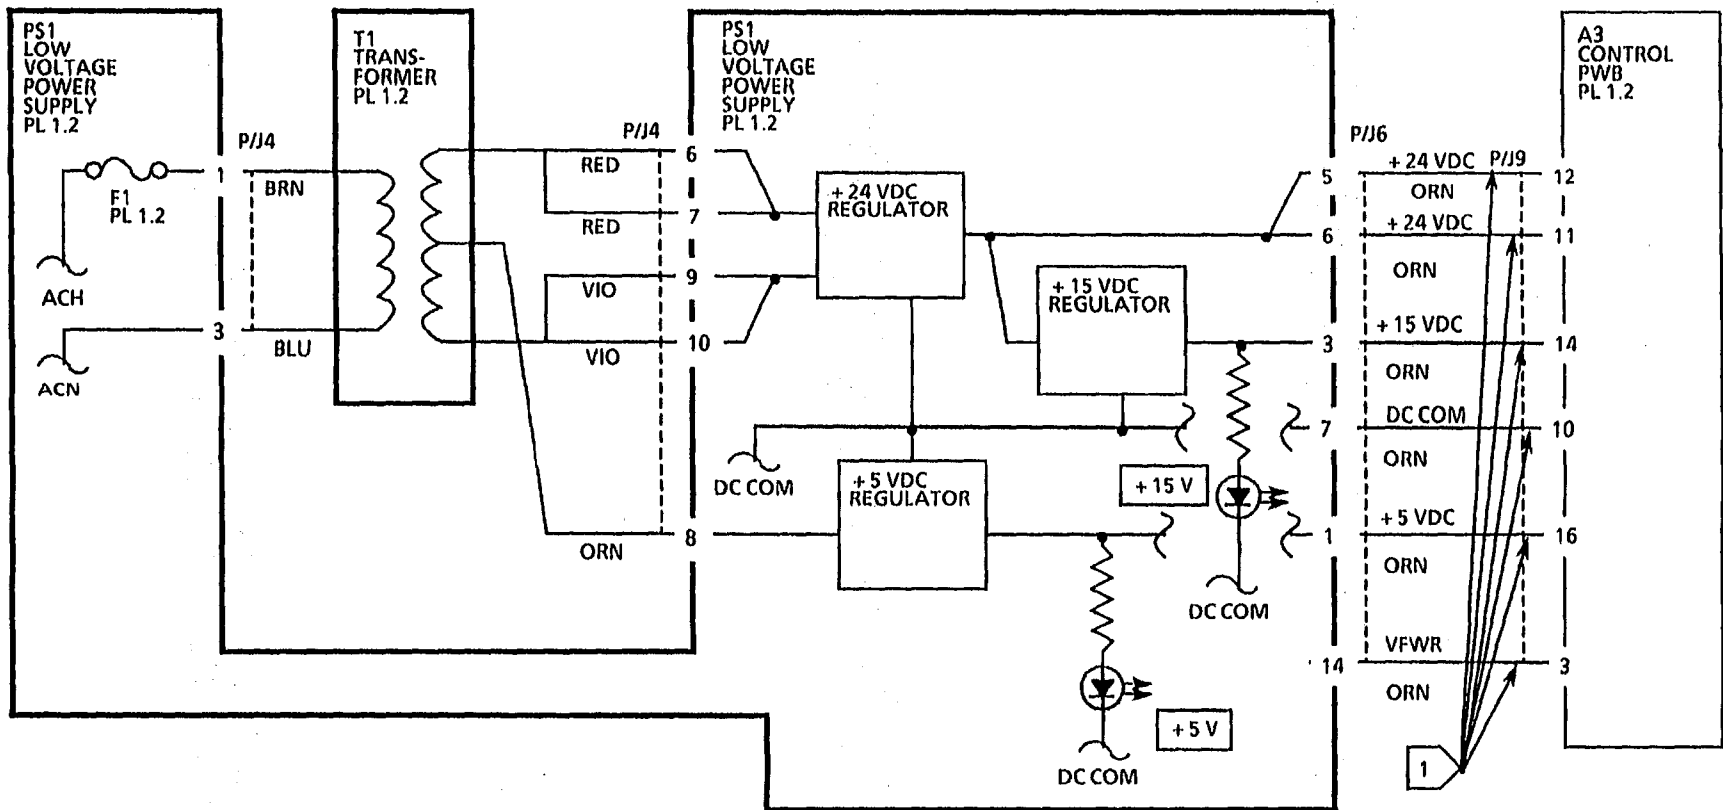 PS1
LOW
VOLTAGE
POWER
SUPPLY
PL 1.2
T1
TRANS-
FORMER
PL 1.2
PS1
LOW
VOLTAGE
POWER
SUPPLY
PL 1.2
A3
CONTROL
PWB
PL 1.2
P/J4
P/J4
P/J6
P/J9
F1
PL 1.2
ACH
ACN
1
BRN
3
BLU
RED
6
RED
7
VIO
9
VIO
10
ORN
8
+ 24 VDC
REGULATOR
+ 15 VDC
REGULATOR
+ 5 VDC
REGULATOR
DC COM
+ 15 V
DC COM
+ 5 V
DC COM
5
+ 24 VDC
ORN
12
6
+ 24 VDC
ORN
11
3
+ 15 VDC
ORN
14
7
DC COM
ORN
10
1
+ 5 VDC
ORN
16
14
VFWR
ORN
3
1